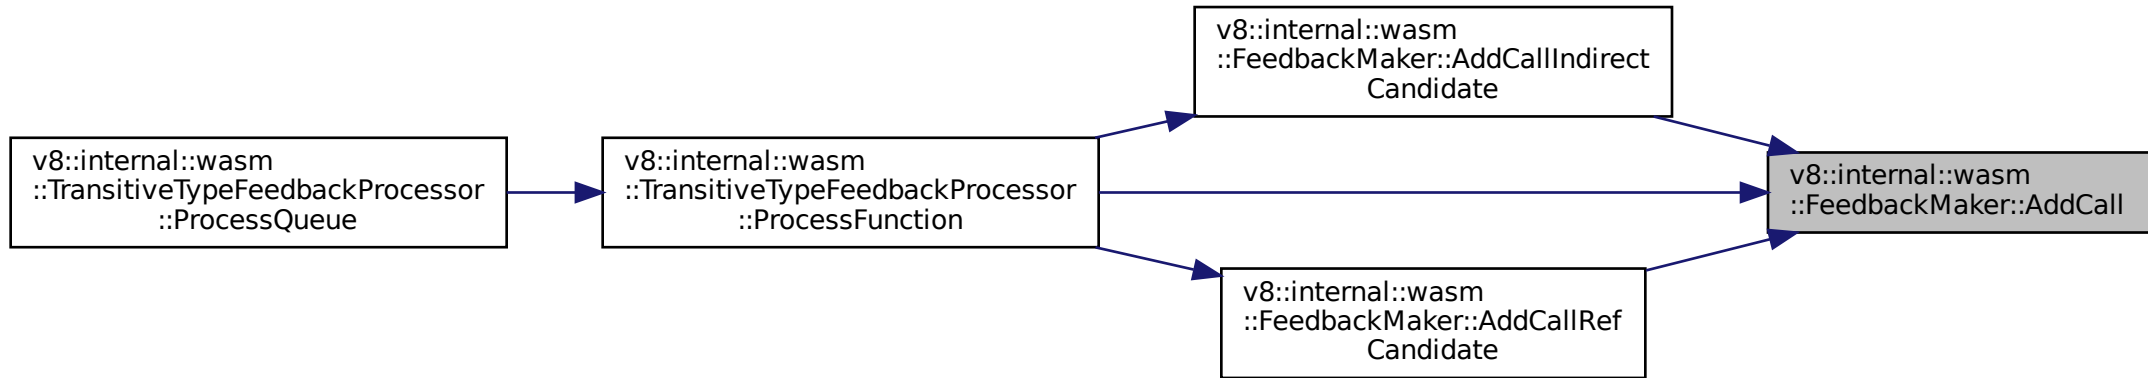 v8::internal::wasm
::FeedbackMaker::AddCallIndirect
Candidate
v8::internal::wasm
::TransitiveTypeFeedbackProcessor
::ProcessQueue
v8::internal::wasm
::TransitiveTypeFeedbackProcessor
::ProcessFunction
v8::internal::wasm
::FeedbackMaker::AddCall
v8::internal::wasm
::FeedbackMaker::AddCallRef
Candidate